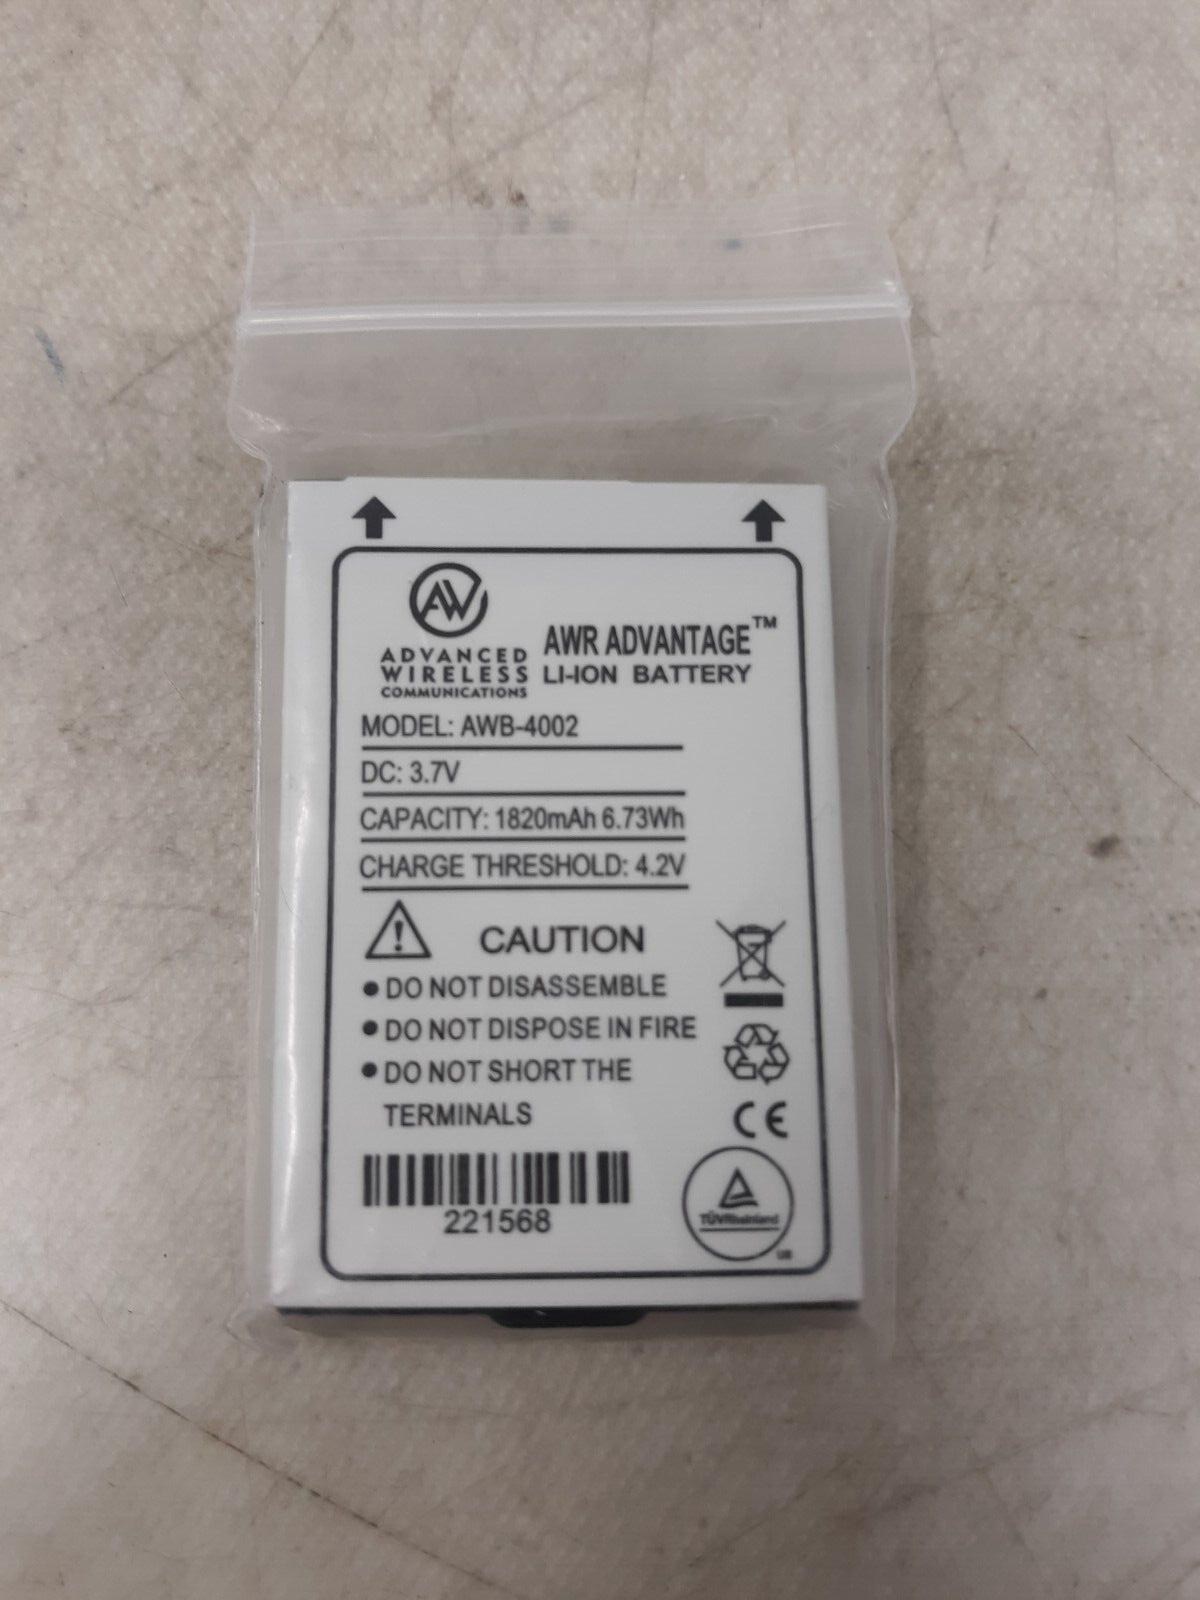 AW
ADVANCED
WIRELESS
COMMUNICATIONS
AWR ADVANTAGE™
LI-ION BATTERY
MODEL: AWB-4002
DC: 3.7V
CAPACITY: 1820mAh 6.73Wh
CHARGE THRESHOLD: 4.2V
CAUTION
• DO NOT DISASSEMBLE
• DO NOT DISPOSE IN FIRE
• DO NOT SHORT THE
TERMINALS
CE
221568
TÜVRheinland